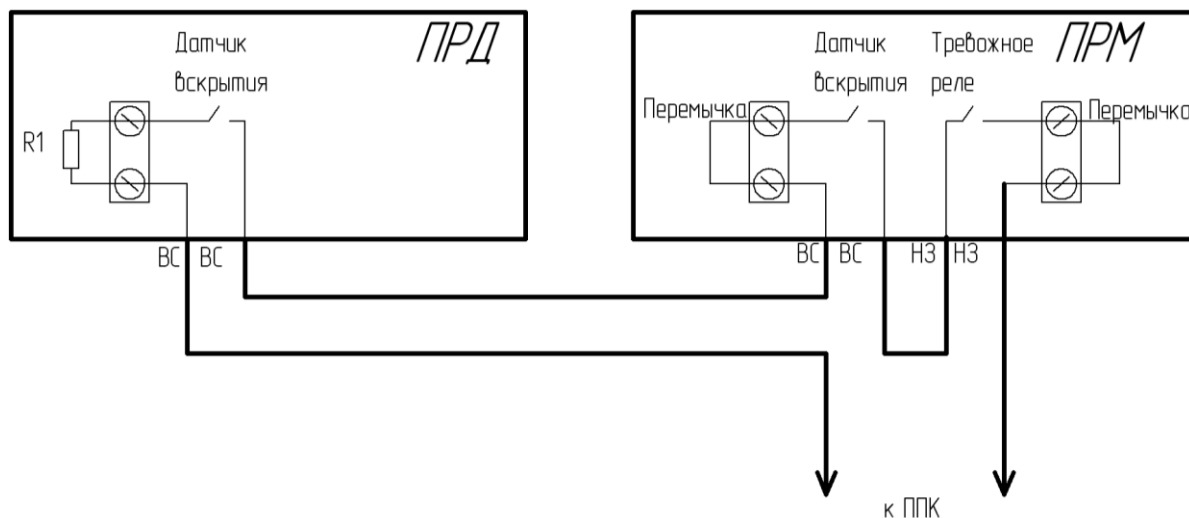 ПРД
Датчик
вскрытия
R1
ВС ВС
ПРМ
Датчик
вскрытия
Тревожное
реле
Перемычка
Перемычка
ВС ВС
НЗ НЗ
к ППК